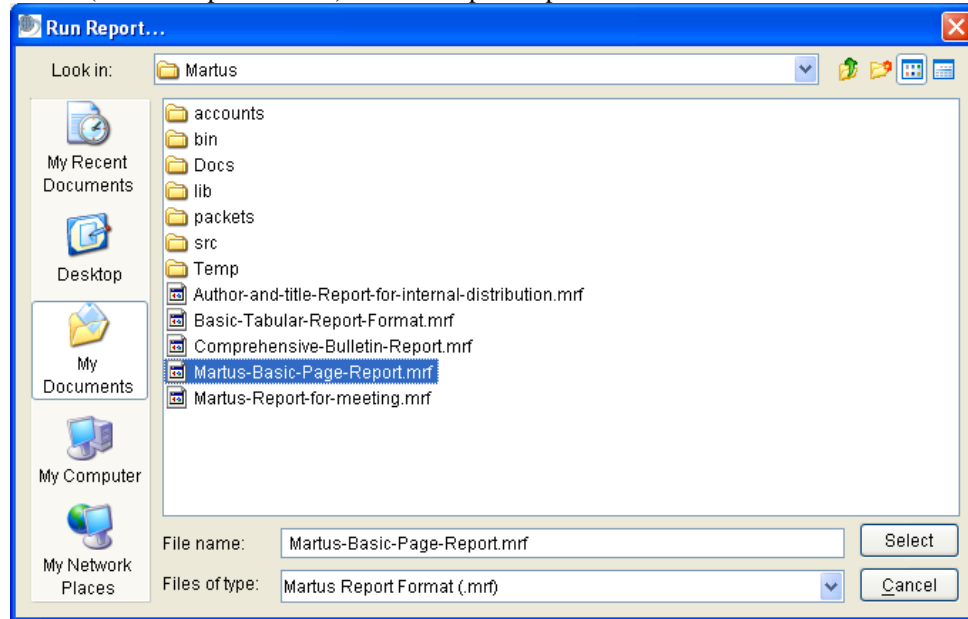 Run Report...
Look in:
Martus
My Recent
Documents
Desktop
My
Documents
My Computer
My Network
Places
accounts
bin
Docs
lib
packets
src
Temp
Author-and-title-Report-for-internal-distribution.mrf
Basic-Tabular-Report-Format.mrf
Comprehensive-Bulletin-Report.mrf
Martus-Basic-Page-Report.mrf
Martus-Report-for-meeting.mrf
File name: Martus-Basic-Page-Report.mrf Select
Files of type: Martus Report Format (.mrf) Cancel